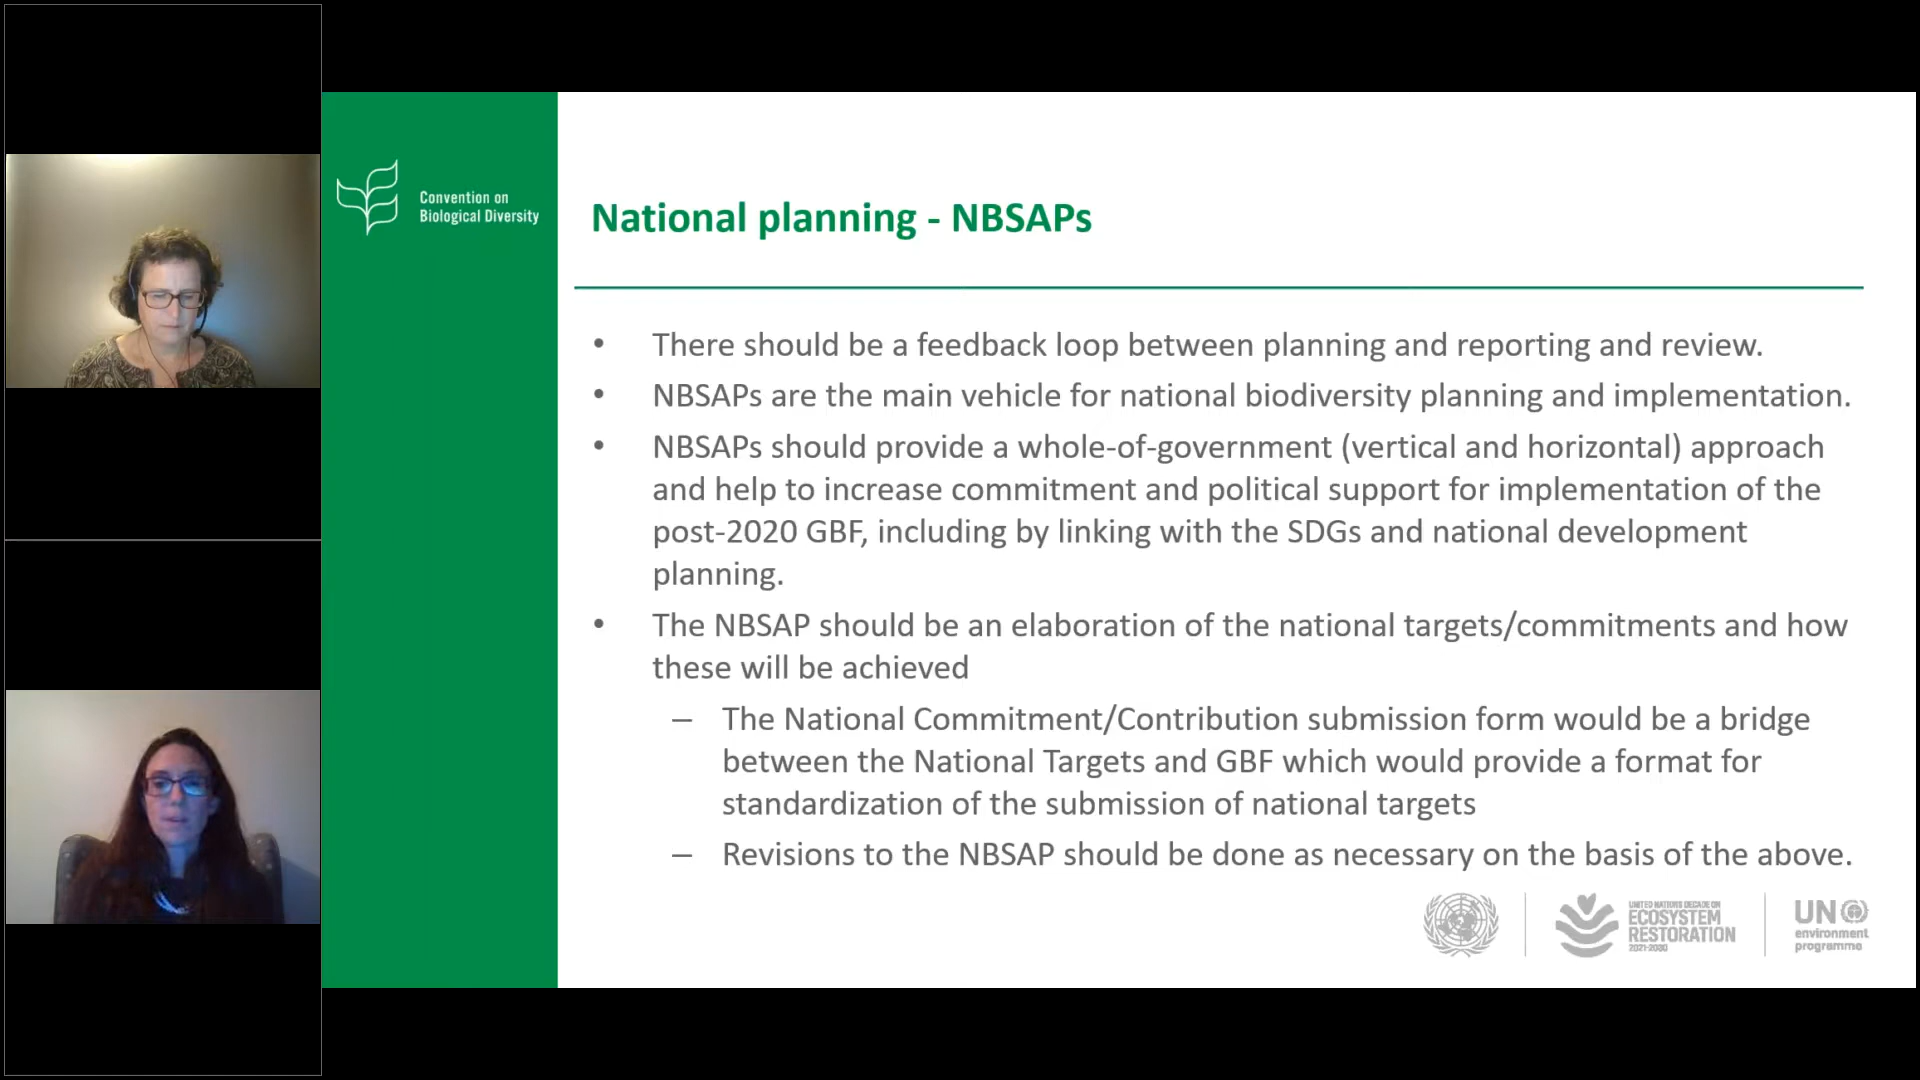 Convention on
Biological Diversity
National planning - NBSAPs
• There should be a feedback loop between planning and reporting and review.
• NBSAPs are the main vehicle for national biodiversity planning and implementation.
• NBSAPs should provide a whole-of-government (vertical and horizontal) approach
and help to increase commitment and political support for implementation of the
post-2020 GBF, including by linking with the SDGs and national development
planning.
• The NBSAP should be an elaboration of the national targets/commitments and how
these will be achieved
– The National Commitment/Contribution submission form would be a bridge
between the National Targets and GBF which would provide a format for
standardization of the submission of national targets
– Revisions to the NBSAP should be done as necessary on the basis of the above.
UNITED NATIONS DECADE ON
ECOSYSTEM
RESTORATION
2021-2030
UN
environment
programme